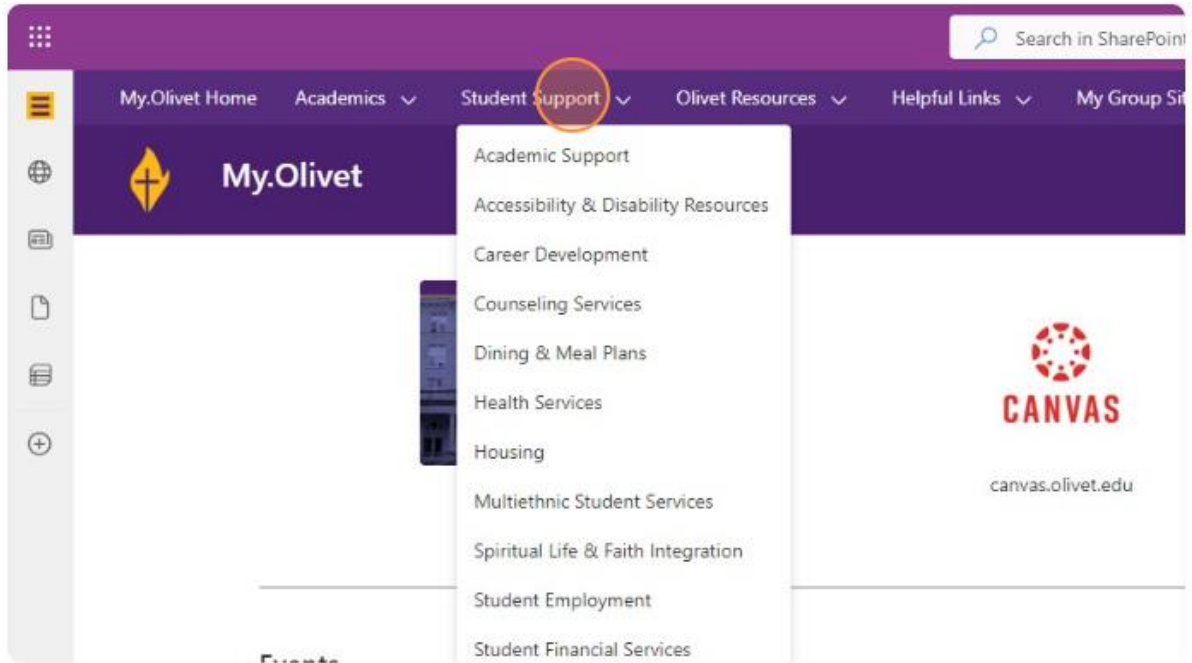 Search in SharePoint
My.Olivet Home Academics Student Support Olivet Resources Helpful Links My Group Sit
My.Olivet
Academic Support
Accessibility & Disability Resources
Career Development
Counseling Services
Dining & Meal Plans
Health Services
Housing
Multiethnic Student Services
Spiritual Life & Faith Integration
Student Employment
Student Financial Services
CANVAS
canvas.olivet.edu
Events